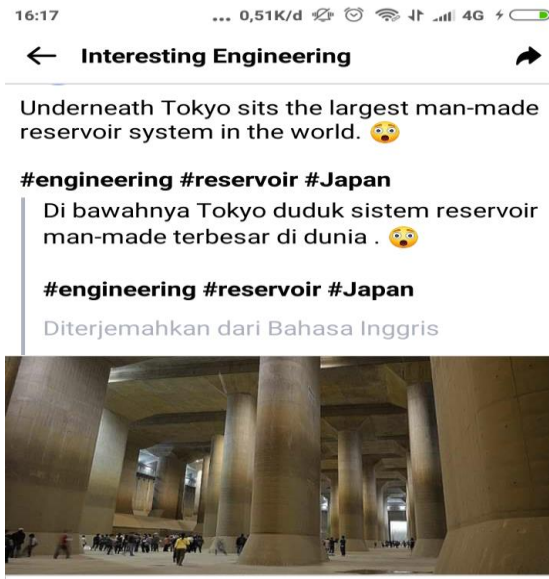 16:17
... 0,51K/d 4G
Interesting Engineering
Underneath Tokyo sits the largest man-made
reservoir system in the world. 😲
#engineering #reservoir #Japan
Di bawahnya Tokyo duduk sistem reservoir
man-made terbesar di dunia . 😲
#engineering #reservoir #Japan
Diterjemahkan dari Bahasa Inggris